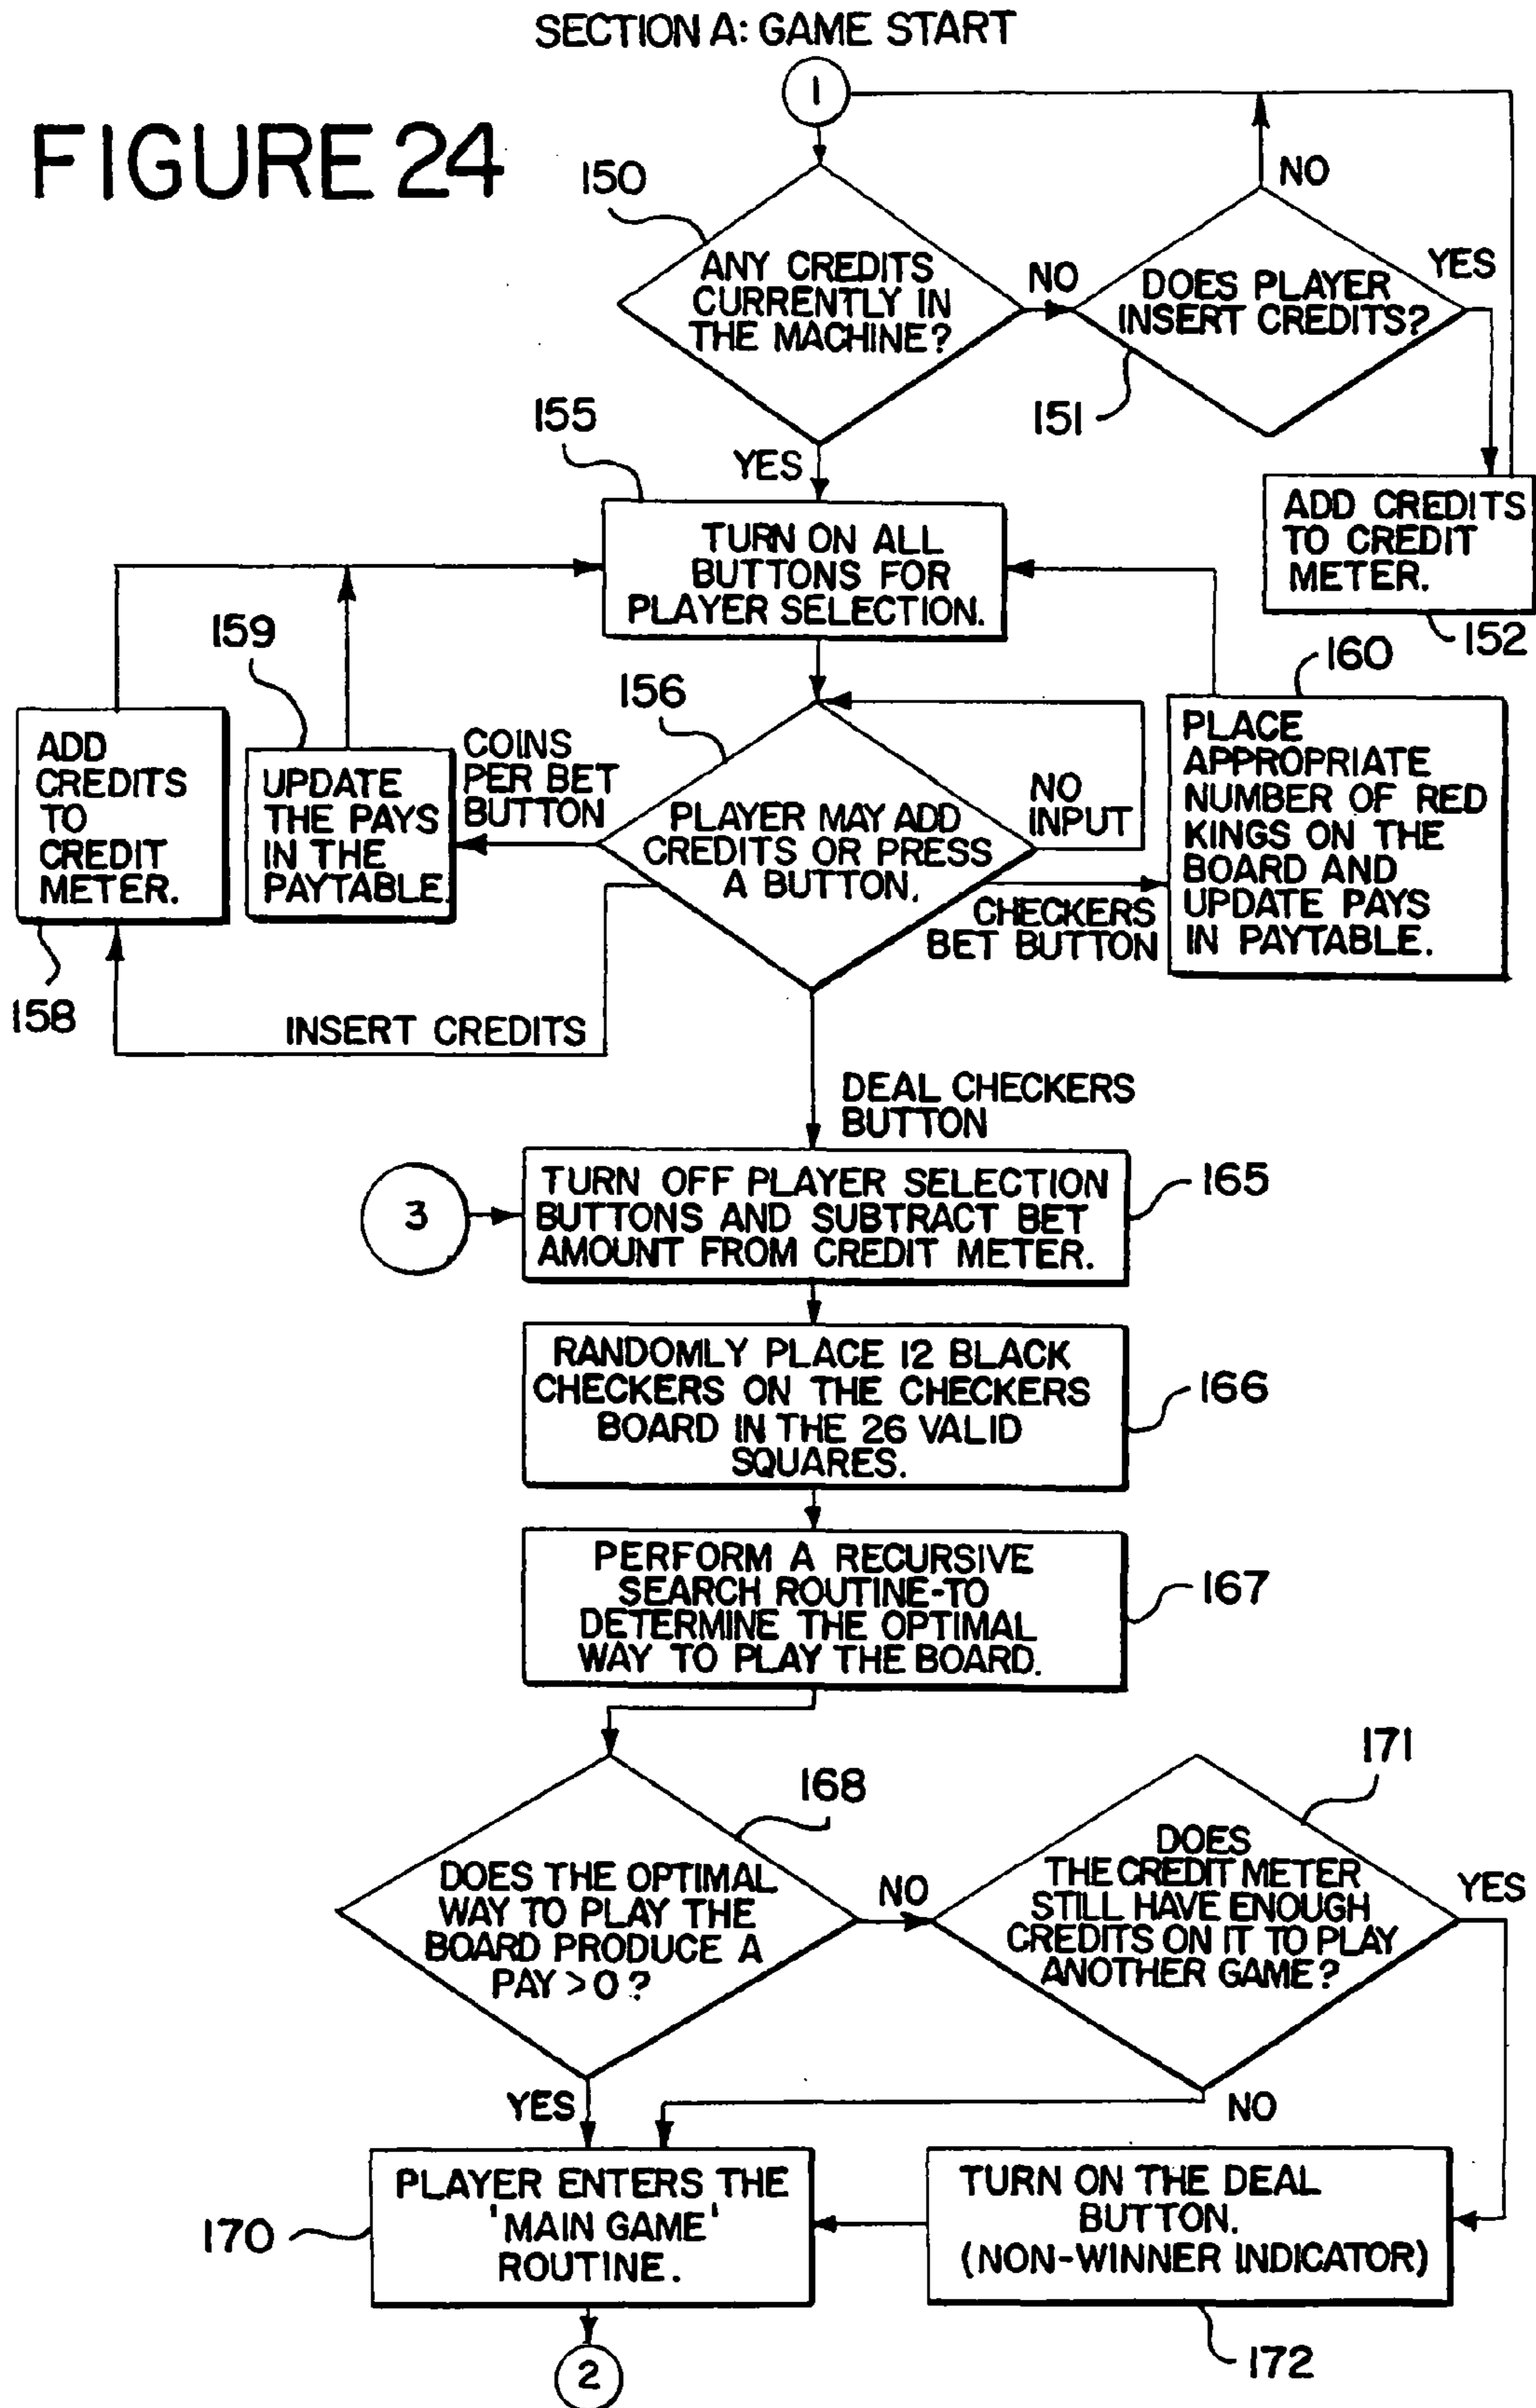 SECTION A: GAME START
1
FIGURE 24
150
NO
ANY CREDITS
CURRENTLY IN
THE MACHINE?
NO
DOES PLAYER
INSERT CREDITS?
YES
151
155
YES
TURN ON ALL
BUTTONS FOR
PLAYER SELECTION.
ADD CREDITS
TO CREDIT
METER.
152
159
160
156
ADD
CREDITS
TO
CREDIT
METER.
158
UPDATE
THE PAYS
IN THE
PAYTABLE.
COINS
PER BET
BUTTON
PLAYER MAY ADD
CREDITS OR PRESS
A BUTTON.
NO
INPUT
CHECKERS
BET BUTTON
PLACE
APPROPRIATE
NUMBER OF RED
KINGS ON THE
BOARD AND
UPDATE PAYS
IN PAYTABLE.
INSERT CREDITS
DEAL CHECKERS
BUTTON
3
TURN OFF PLAYER SELECTION
BUTTONS AND SUBTRACT BET
AMOUNT FROM CREDIT METER.
165
RANDOMLY PLACE 12 BLACK
CHECKERS ON THE CHECKERS
BOARD IN THE 26 VALID
SQUARES.
166
PERFORM A RECURSIVE
SEARCH ROUTINE-TO
DETERMINE THE OPTIMAL
WAY TO PLAY THE BOARD.
167
168
171
DOES THE OPTIMAL
WAY TO PLAY THE
BOARD PRODUCE A
PAY >0?
NO
DOES
THE CREDIT METER
STILL HAVE ENOUGH
CREDITS ON IT TO PLAY
ANOTHER GAME?
YES
YES
NO
PLAYER ENTERS THE
'MAIN GAME'
ROUTINE.
170
TURN ON THE DEAL
BUTTON.
(NON-WINNER INDICATOR)
172
2